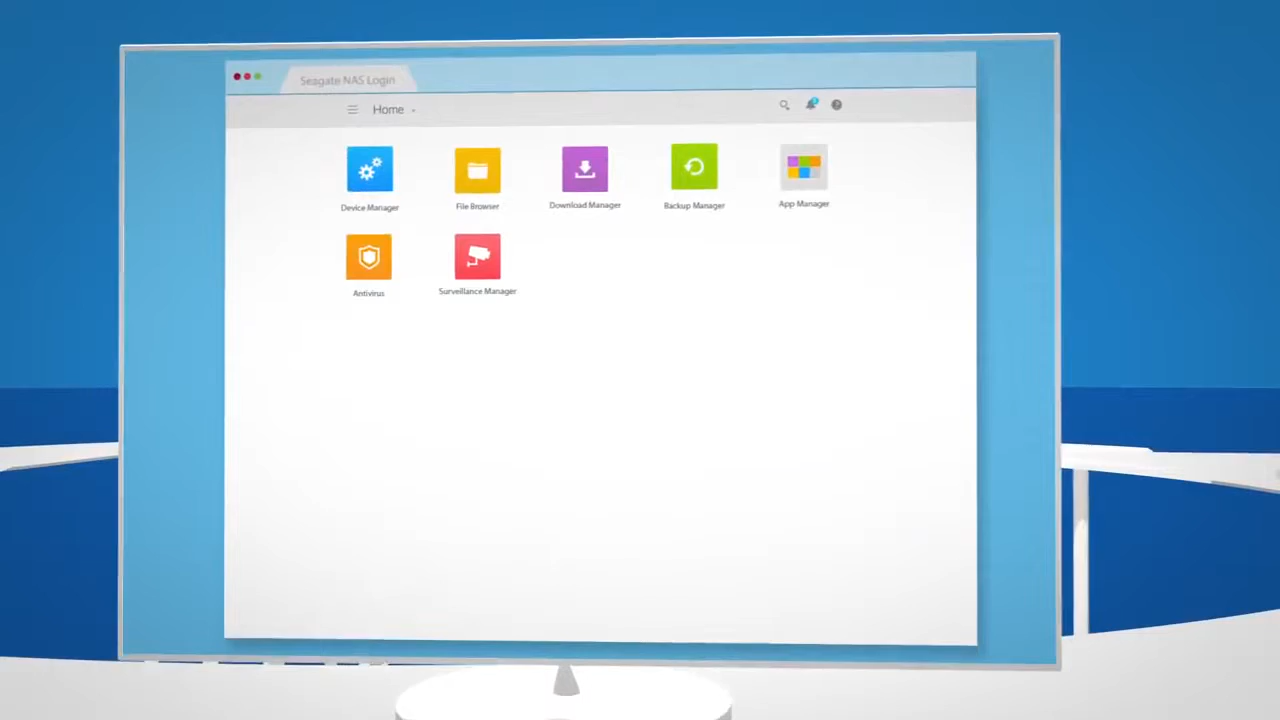 Seagate NAS Login
Home
Device Manager
File Browser
Download Manager
Backup Manager
App Manager
Antivirus
Surveillance Manager